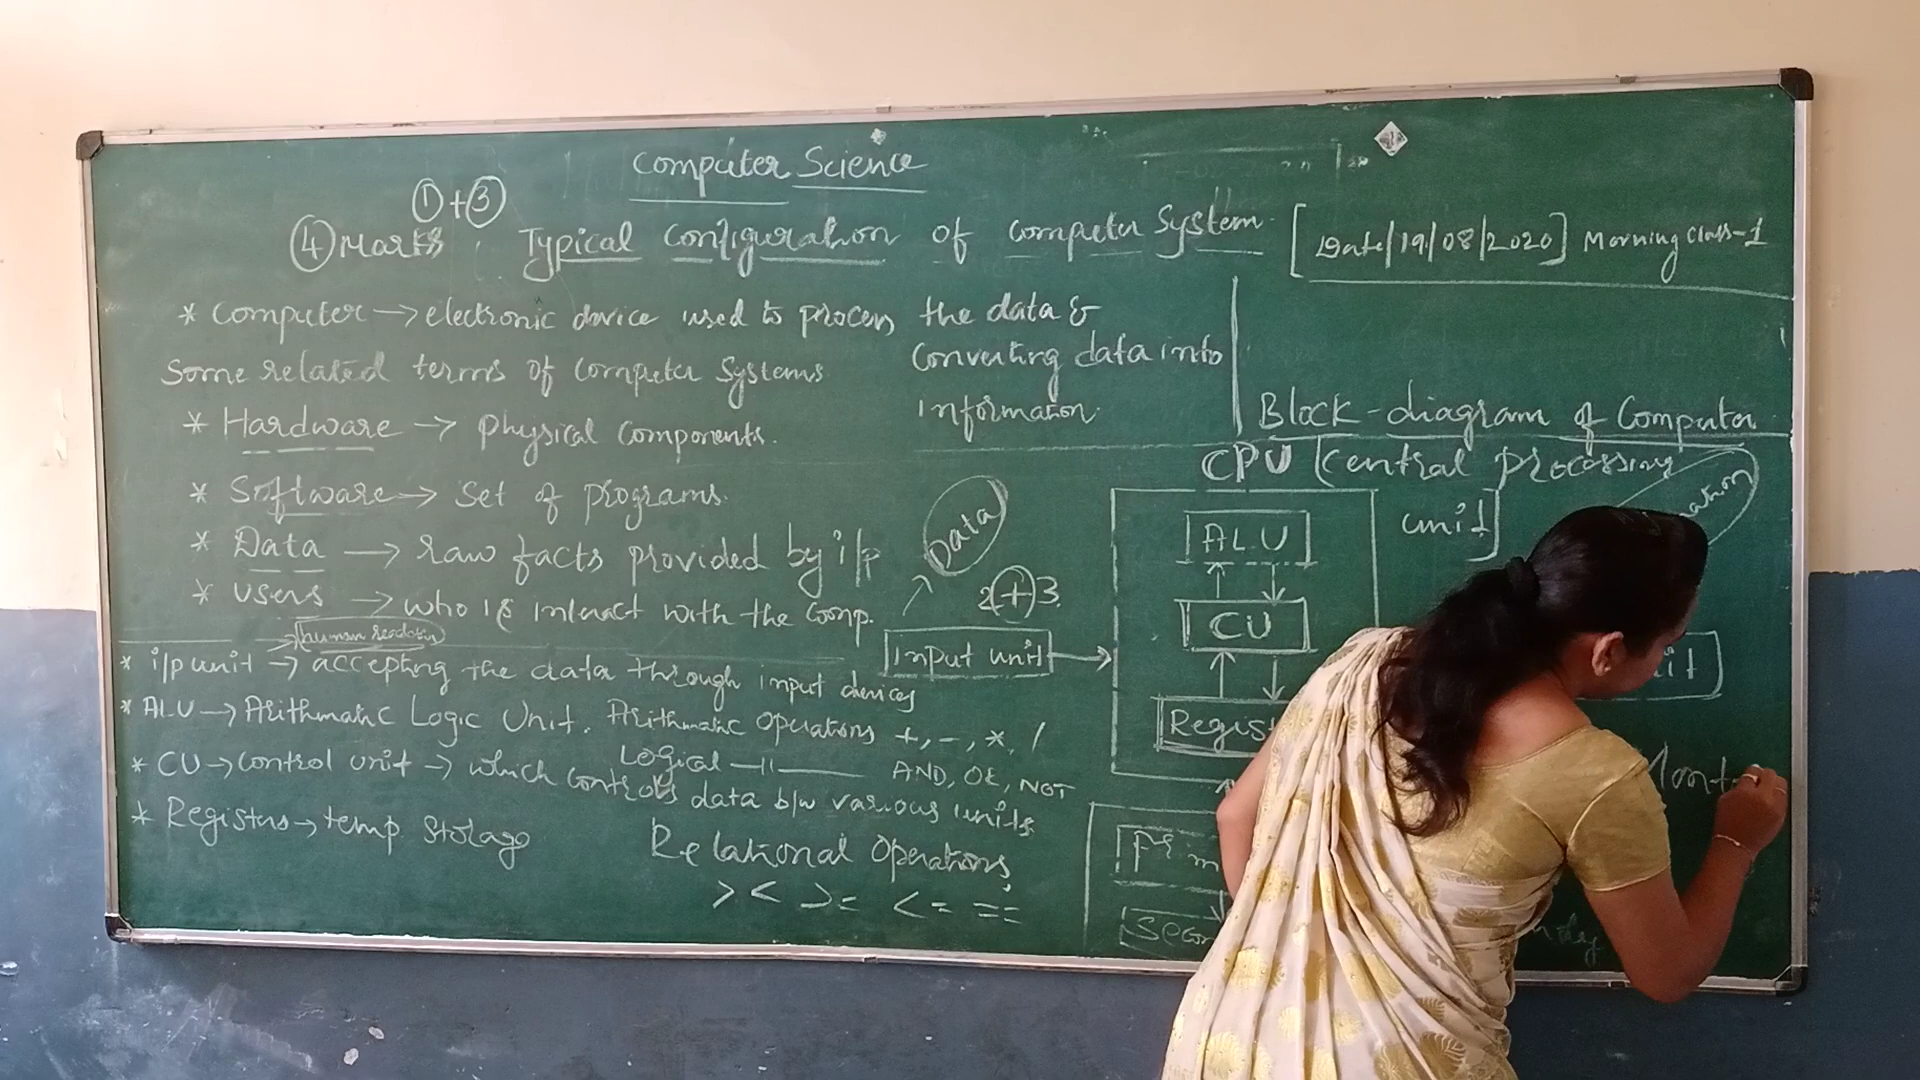 Computer Science
① + ③
④ Marks : Typical Configuration of Computer System [Date/19/08/2020] Morning Class-1
* Computer → electronic device used to process the data &
converting data into
information.
Some related terms of Computer Systems
* Hardware → physical components.
* Software → set of programs.
* Data → raw facts provided by i/p
* Users → who is interact with the Comp.
* i/p unit → accepting the data through input devices
* ALU → Arithmatic Logic Unit. Arithmatic Operations +, -, *, /
Logical —11— AND, OR, NOT
* CU → control unit → which controls data b/w various units
* Registers → temp. storage
Relational Operations
> < >= <= ==
Block-diagram of Computer
CPU [Central processing
unit]
Data
2+3
Input unit
ALU
CU
Regist